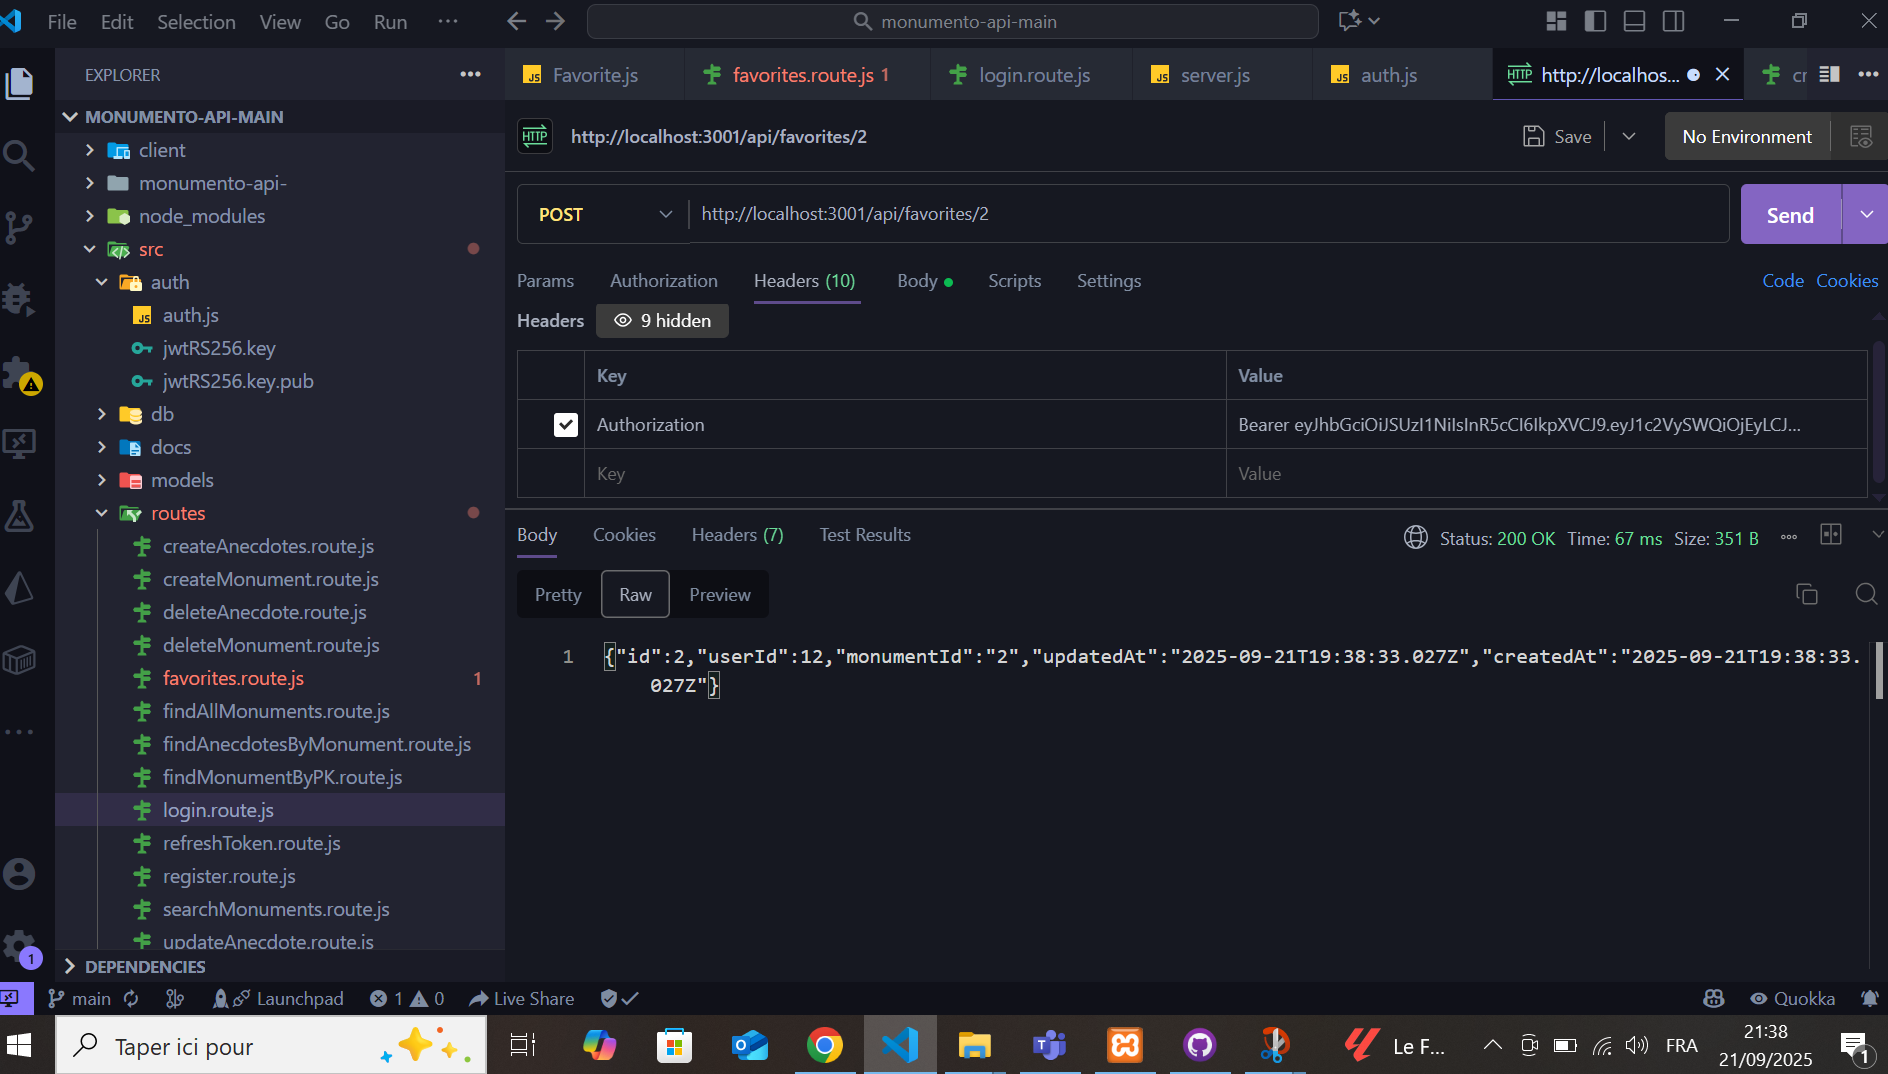 File Edit Selection View Go Run ···
monumento-api-main
EXPLORER
Favorite.js
favorites.route.js 1
login.route.js
server.js
auth.js
http://localhos...
cr
MONUMENTO-API-MAIN
client
monumento-api-
node_modules
src
auth
auth.js
jwtRS256.key
jwtRS256.key.pub
db
docs
models
routes
createAnecdotes.route.js
createMonument.route.js
deleteAnecdote.route.js
deleteMonument.route.js
favorites.route.js 1
findAllMonuments.route.js
findAnecdotesByMonument.route.js
findMonumentByPK.route.js
login.route.js
refreshToken.route.js
register.route.js
searchMonuments.route.js
updateAnecdote.route.js
DEPENDENCIES
HTTP http://localhost:3001/api/favorites/2
Save
No Environment
POST http://localhost:3001/api/favorites/2
Send
Params Authorization Headers (10) Body Scripts Settings
Code Cookies
Headers 9 hidden
Key Value
Authorization Bearer eyJhbGciOiJSUzI1NiIsInR5cCI6IkpXVCJ9.eyJ1c2VySWQiOjEyLCJ...
Key Value
Body Cookies Headers (7) Test Results
Status: 200 OK Time: 67 ms Size: 351 B
Pretty Raw Preview
1 {"id":2,"userId":12,"monumentId":"2","updatedAt":"2025-09-21T19:38:33.027Z","createdAt":"2025-09-21T19:38:33.
027Z"}
1
main Launchpad 1 0 Live Share
Quokka
Taper ici pour
Le F...
FRA
21:38
21/09/2025
1